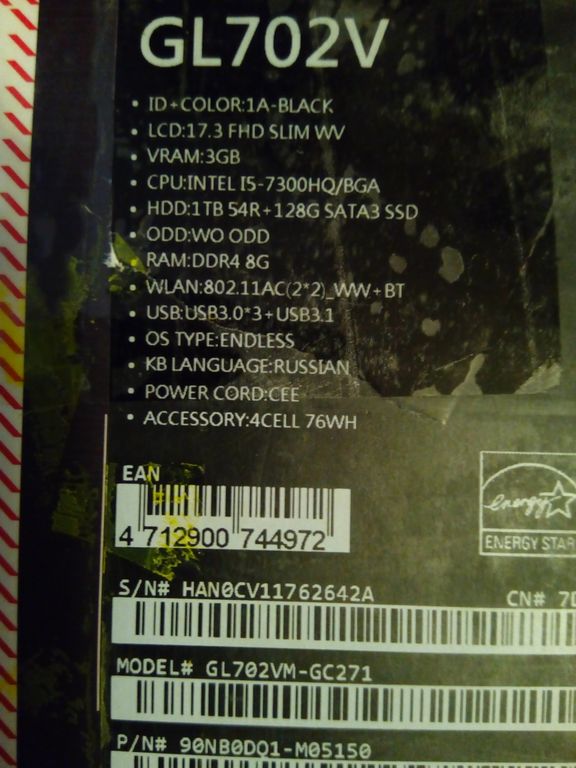 GL702V
• ID+COLOR:1A-BLACK
• LCD:17.3 FHD SLIM WV
• VRAM:3GB
• CPU:INTEL I5-7300HQ/BGA
• HDD:1TB 54R+128G SATA3 SSD
• ODD:WO ODD
RAM:DDR4 8G
• WLAN:802.11AC(2*2)_WW+BT
• USB:USB3.0*3+USB3.1
• OS TYPE:ENDLESS
• KB LANGUAGE:RUSSIAN
• POWER CORD:CEE
• ACCESSORY:4CELL 76WH
EAN
4 712900 744972
energy
ENERGY STAR
S/N# HAN0CV11762642A CN# 7D
MODEL# GL702VM-GC271
P/N# 90NB0DQ1-M05150